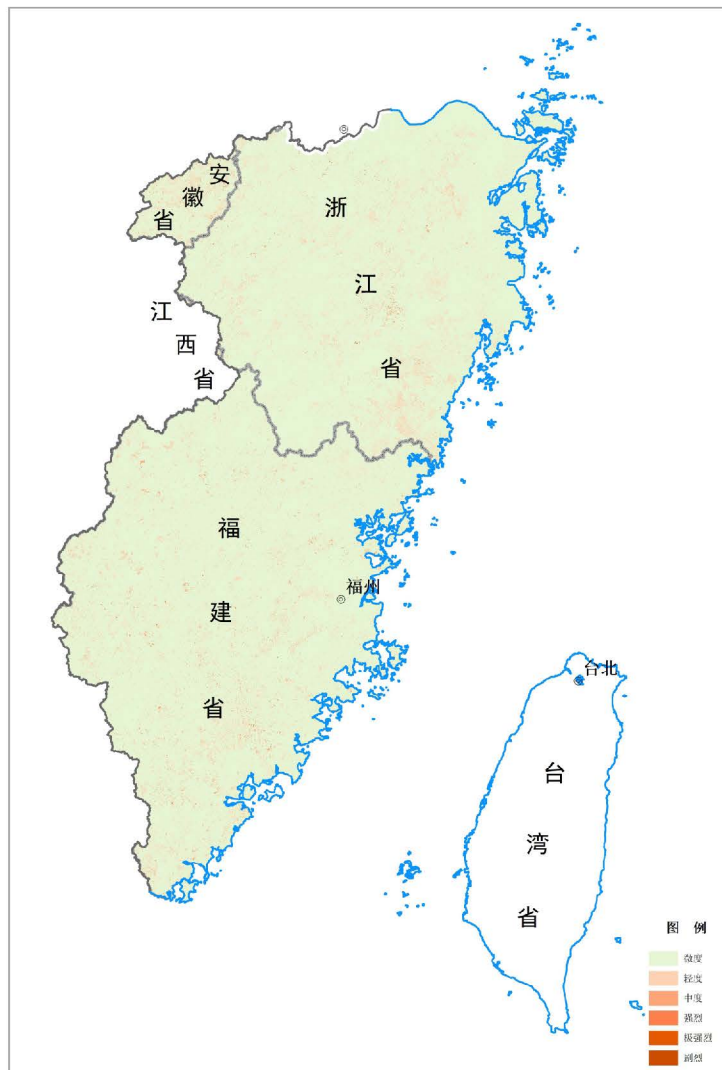 安
徽
省
浙
江
省
江
西
省
福
建
省
福州
台北
台
湾
省
图 例
微度
轻度
中度
强烈
极强烈
剧烈